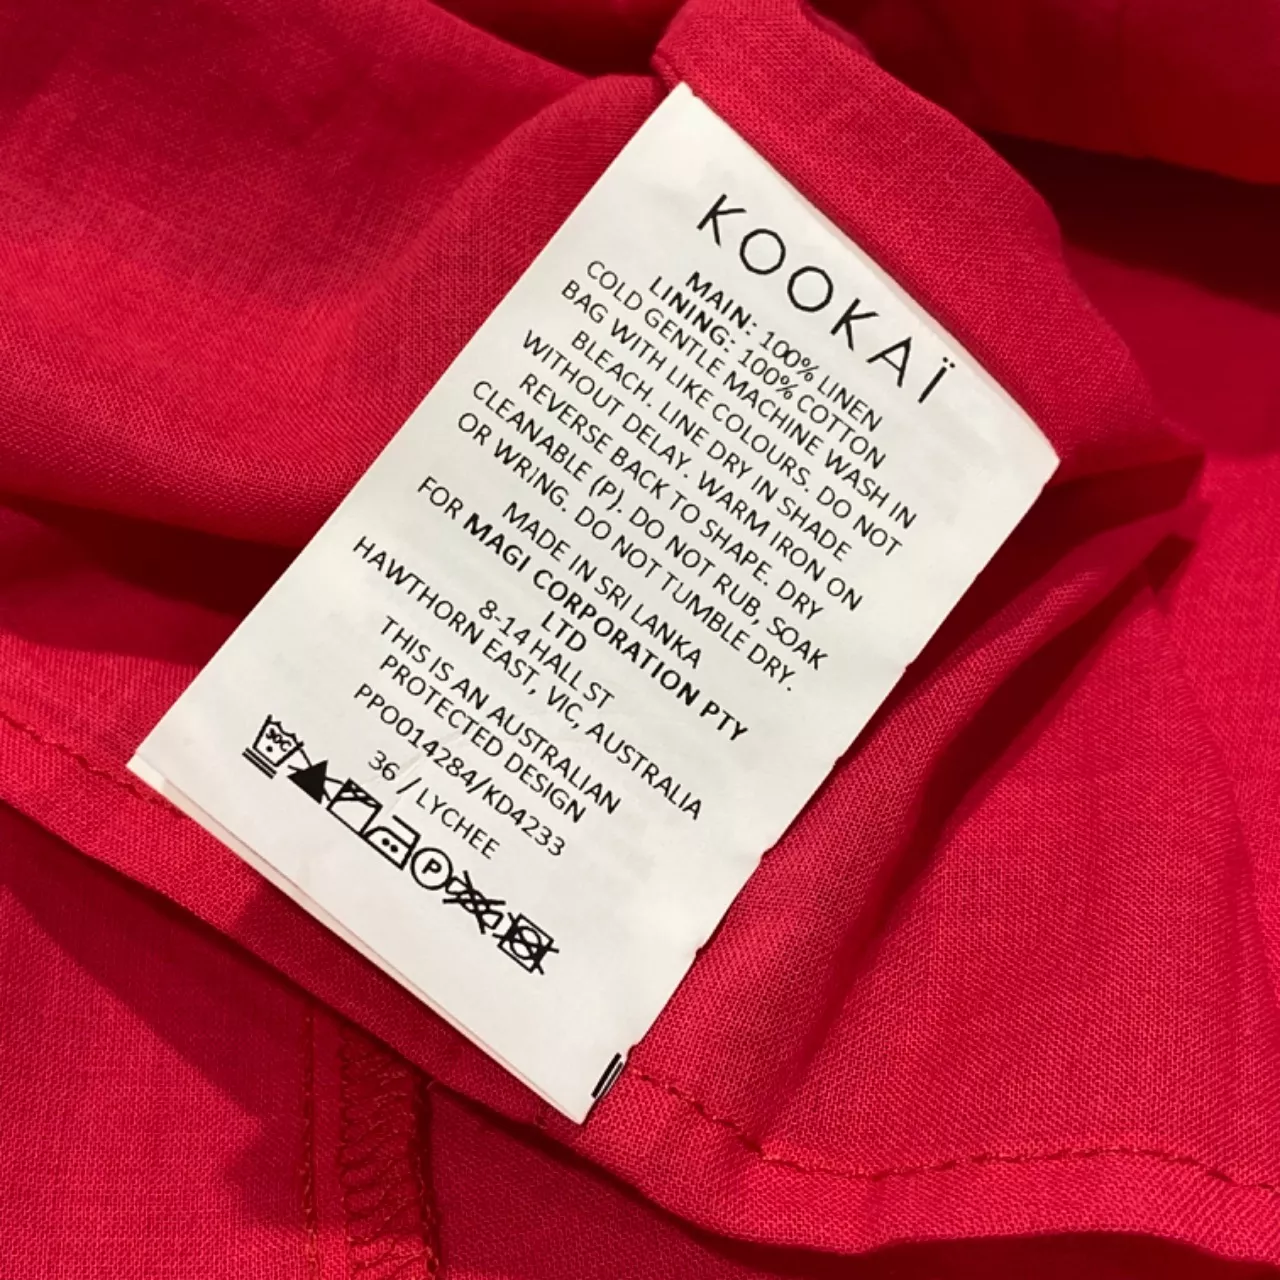 KOOKAÏ
MAIN: 100% LINEN
LINING: 100% COTTON
COLD GENTLE MACHINE WASH IN
BAG WITH LIKE COLOURS. DO NOT
BLEACH. LINE DRY IN SHADE
WITHOUT DELAY. WARM IRON ON
REVERSE BACK TO SHAPE. DRY
CLEANABLE (P). DO NOT RUB, SOAK
OR WRING. DO NOT TUMBLE DRY.
MADE IN SRI LANKA
FOR MAGI CORPORATION PTY
LTD
8-14 HALL ST
HAWTHORN EAST, VIC, AUSTRALIA
THIS IS AN AUSTRALIAN
PROTECTED DESIGN
PPO014284/KD4233
36 / LYCHEE
30C
P